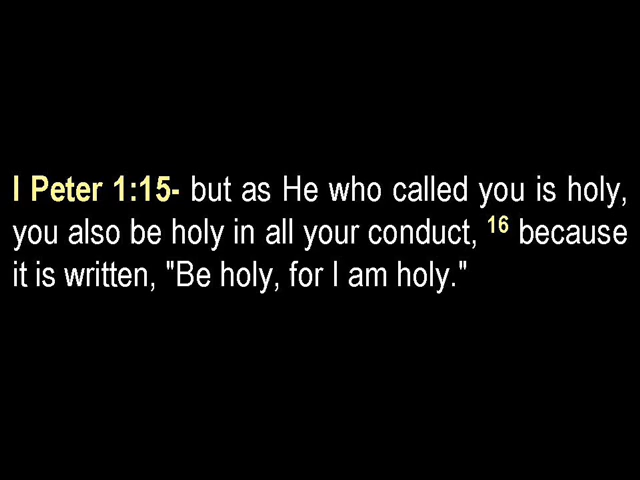 I Peter 1:15- but as He who called you is holy,
you also be holy in all your conduct, 16 because
it is written, "Be holy, for I am holy."